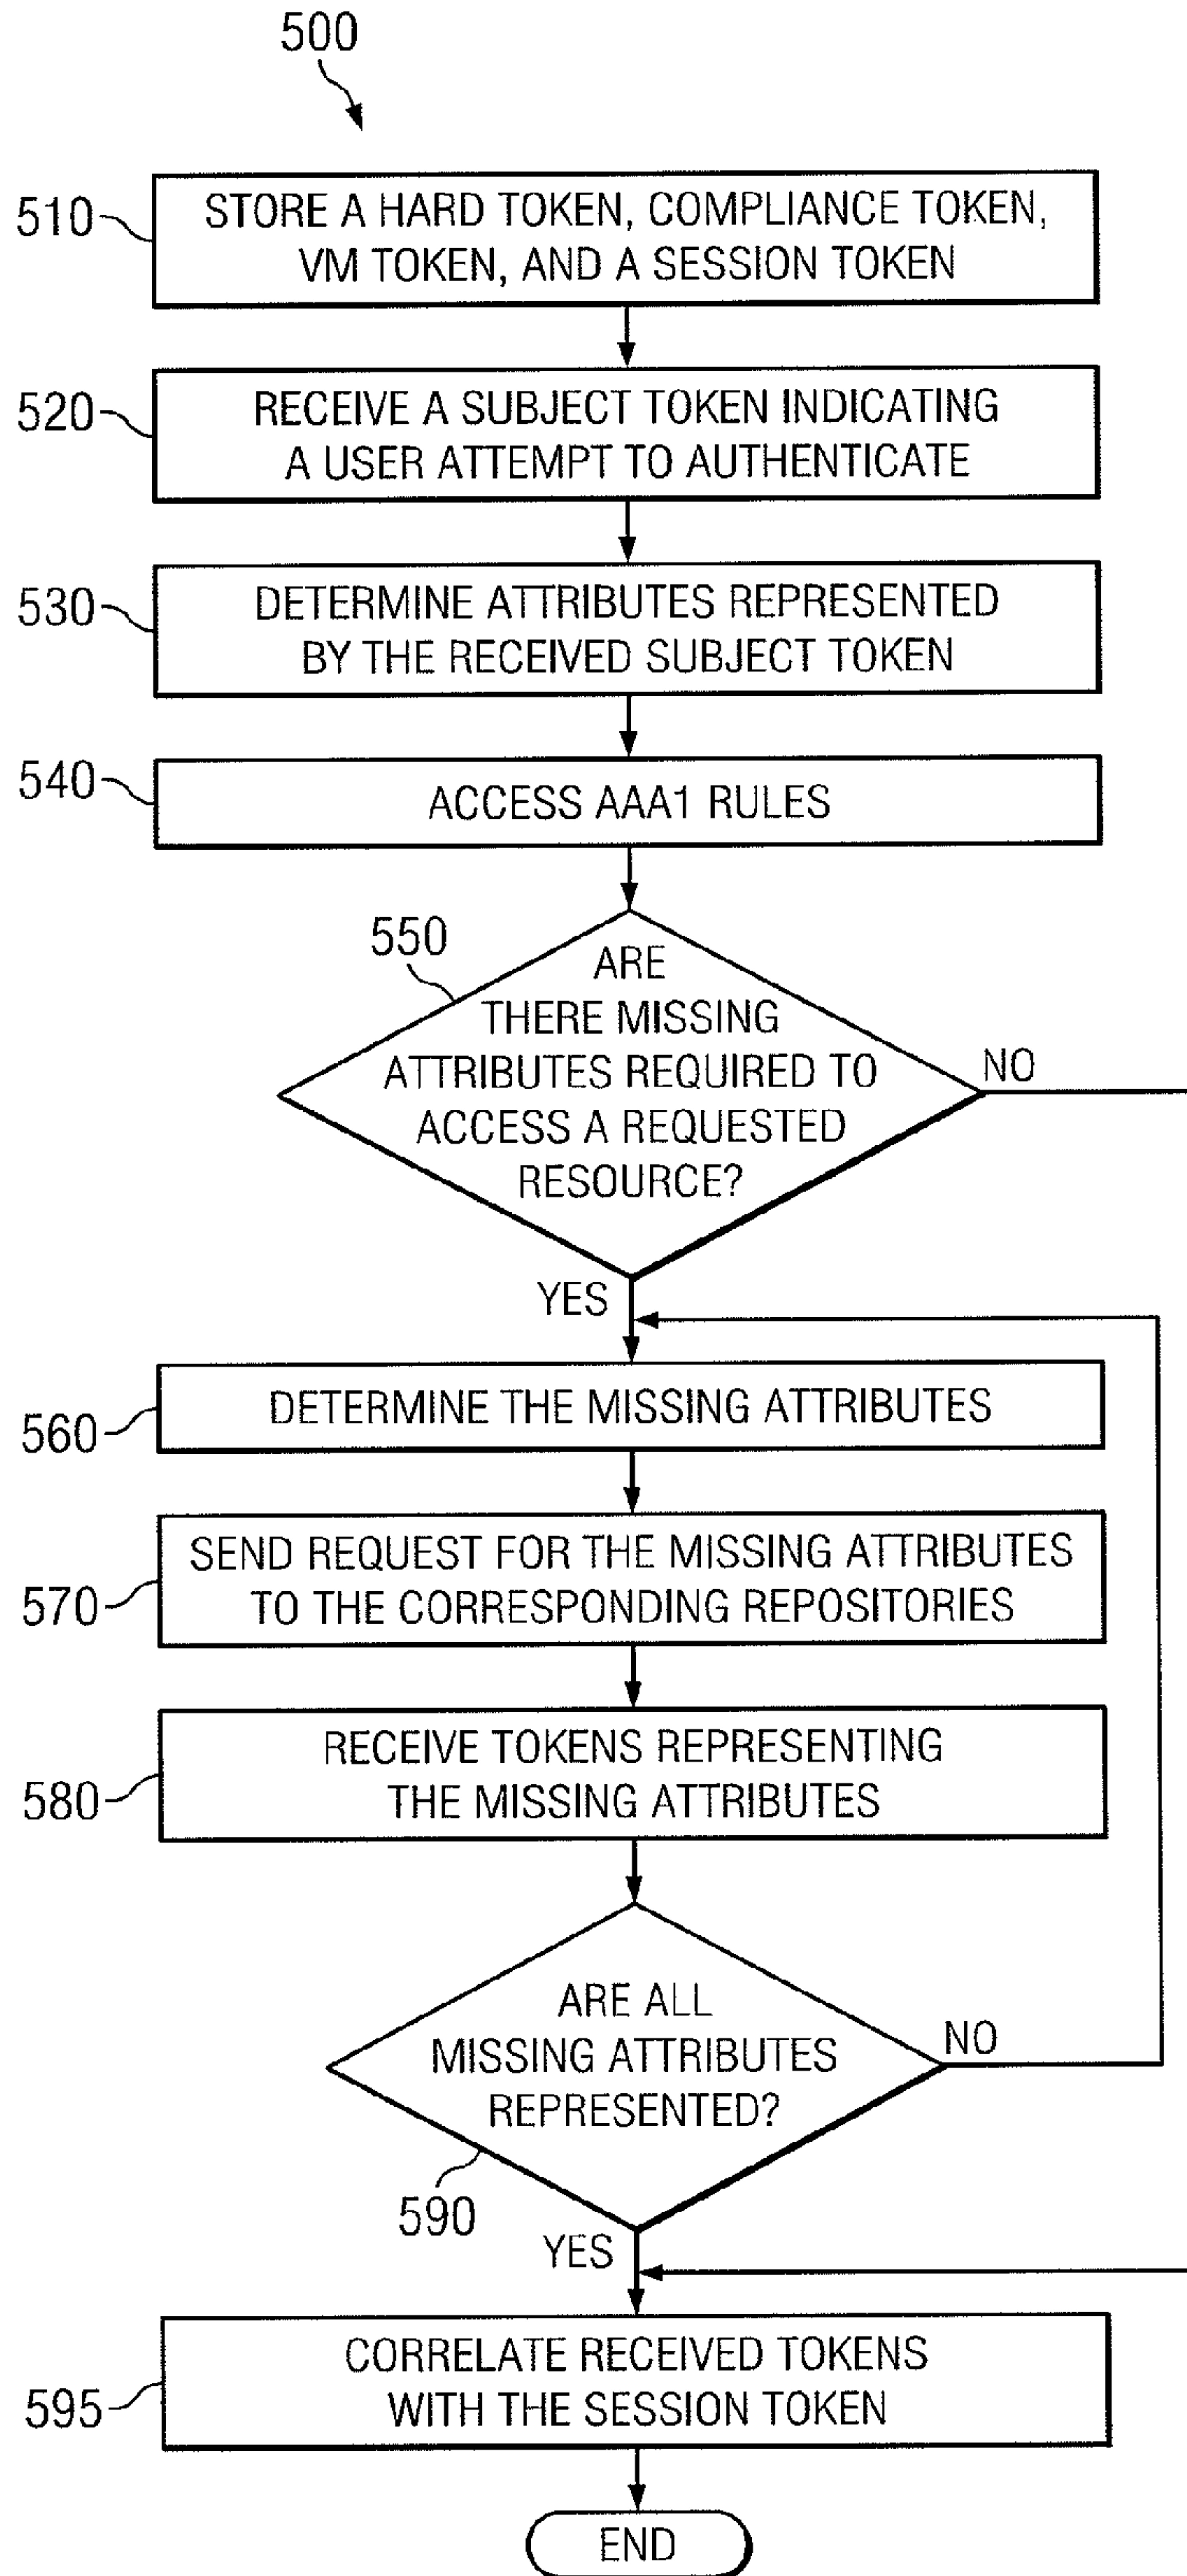 500
510
STORE A HARD TOKEN, COMPLIANCE TOKEN,
VM TOKEN, AND A SESSION TOKEN
520
RECEIVE A SUBJECT TOKEN INDICATING
A USER ATTEMPT TO AUTHENTICATE
530
DETERMINE ATTRIBUTES REPRESENTED
BY THE RECEIVED SUBJECT TOKEN
540
ACCESS AAA1 RULES
550
ARE
THERE MISSING
ATTRIBUTES REQUIRED TO
ACCESS A REQUESTED
RESOURCE?
NO
YES
560
DETERMINE THE MISSING ATTRIBUTES
570
SEND REQUEST FOR THE MISSING ATTRIBUTES
TO THE CORRESPONDING REPOSITORIES
580
RECEIVE TOKENS REPRESENTING
THE MISSING ATTRIBUTES
ARE ALL
MISSING ATTRIBUTES
REPRESENTED?
NO
590
YES
595
CORRELATE RECEIVED TOKENS
WITH THE SESSION TOKEN
END